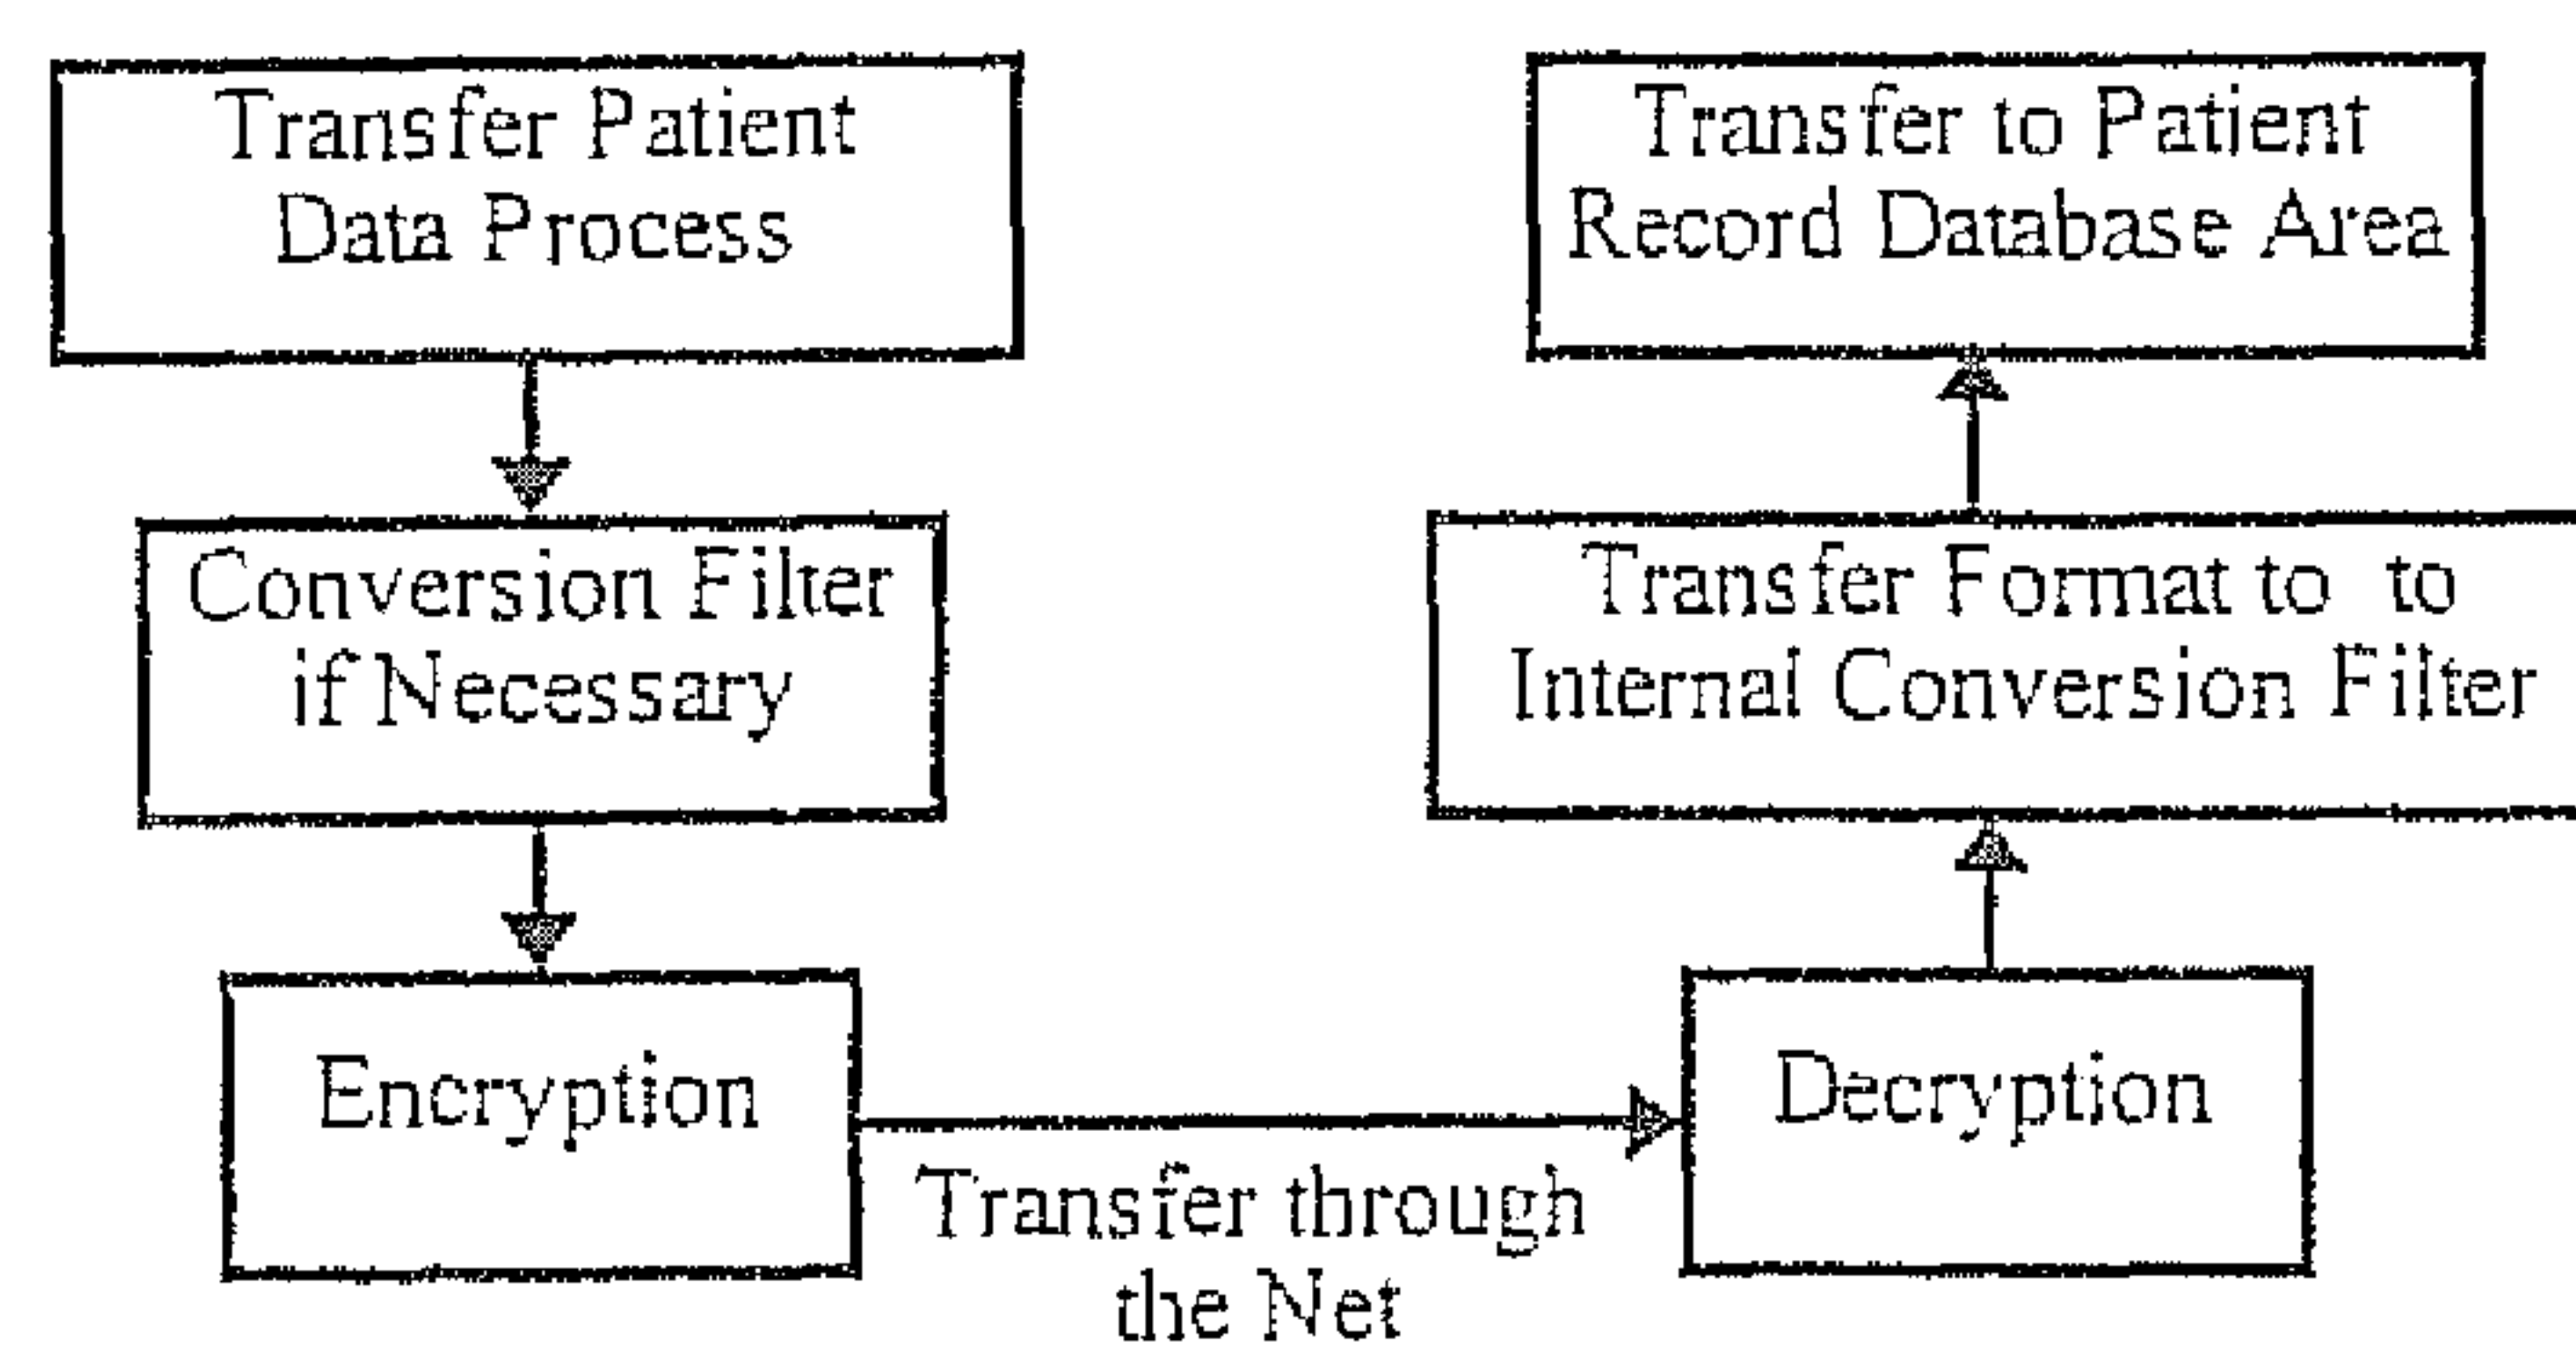 Transfer Patient
Data Process
Conversion Filter
if Necessary
Encryption
Transfer through
the Net
Decryption
Transfer Format to to
Internal Conversion Filter
Transfer to Patient
Record Database Area